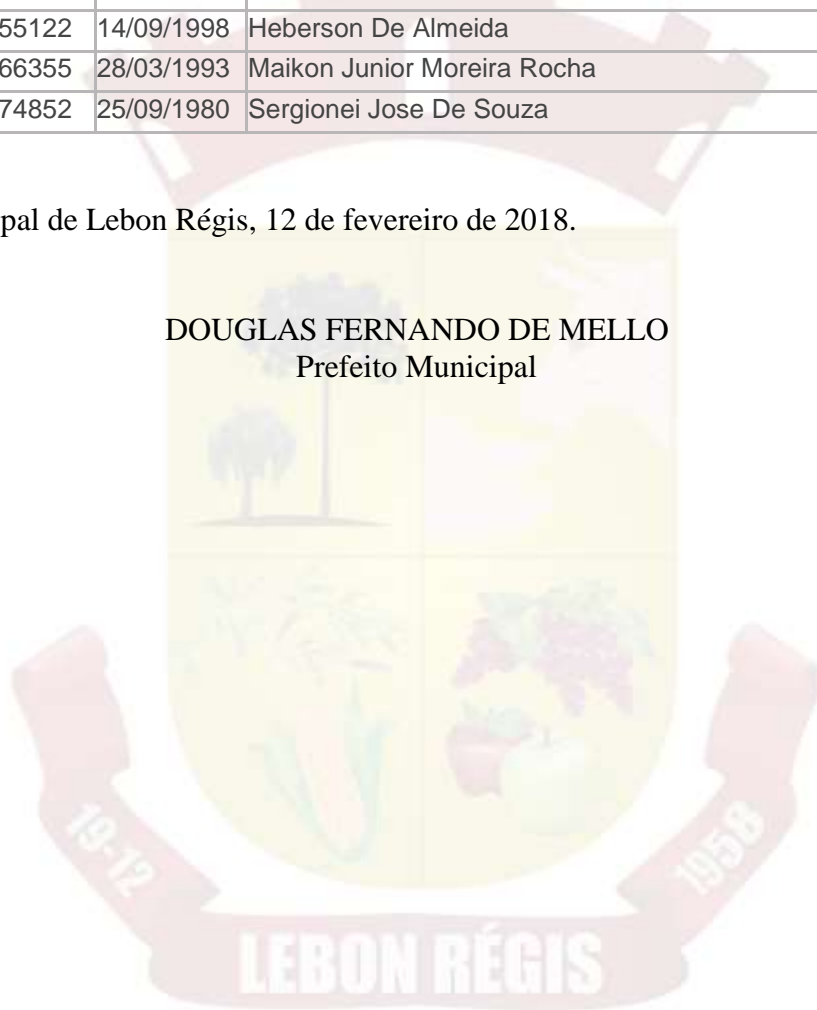 55122 14/09/1998 Heberson De Almeida
66355 28/03/1993 Maikon Junior Moreira Rocha
74852 25/09/1980 Sergionei Jose De Souza
pal de Lebon Régis, 12 de fevereiro de 2018.
DOUGLAS FERNANDO DE MELLO
Prefeito Municipal
19-12 1958
LEBON RÉGIS